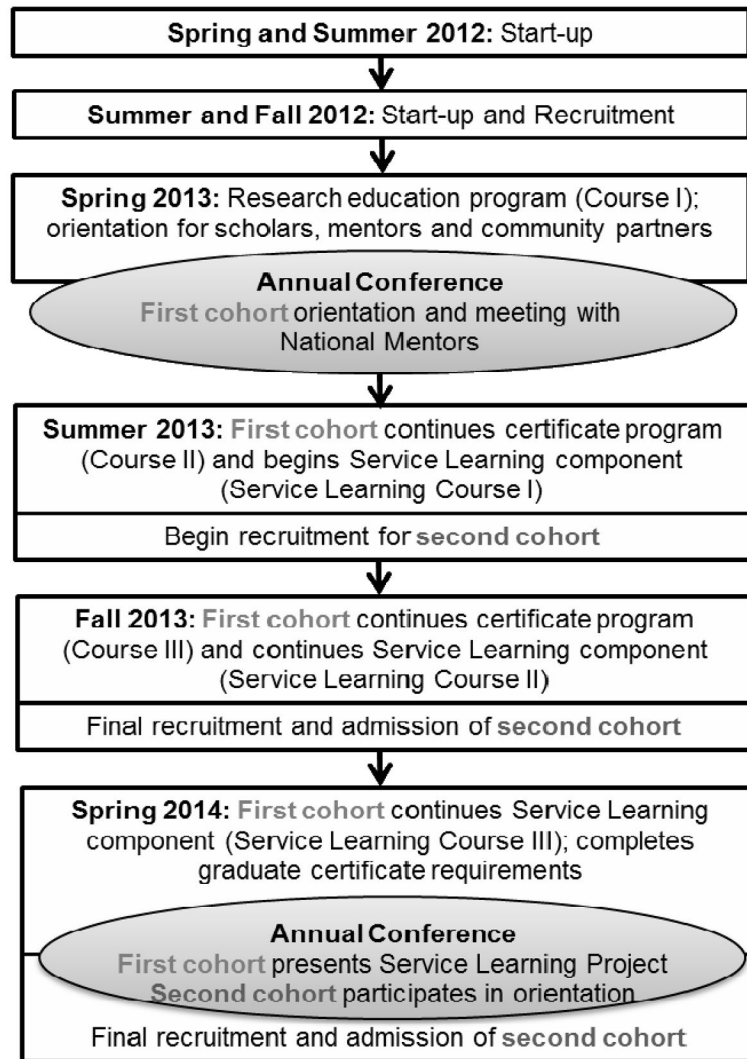 Spring and Summer 2012: Start-up
Summer and Fall 2012: Start-up and Recruitment
Spring 2013: Research education program (Course I);
orientation for scholars, mentors and community partners
Annual Conference
First cohort orientation and meeting with
National Mentors
Summer 2013: First cohort continues certificate program
(Course II) and begins Service Learning component
(Service Learning Course I)
Begin recruitment for second cohort
Fall 2013: First cohort continues certificate program
(Course III) and continues Service Learning component
(Service Learning Course II)
Final recruitment and admission of second cohort
Spring 2014: First cohort continues Service Learning
component (Service Learning Course III); completes
graduate certificate requirements
Annual Conference
First cohort presents Service Learning Project
Second cohort participates in orientation
Final recruitment and admission of second cohort